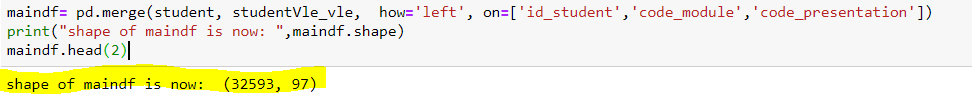 maindf= pd.merge(student, studentVle_vle,  how='left', on=['id_student','code_module','code_presentation'])
print("shape of maindf is now: ",maindf.shape)
maindf.head(2)
shape of maindf is now:  (32593, 97)